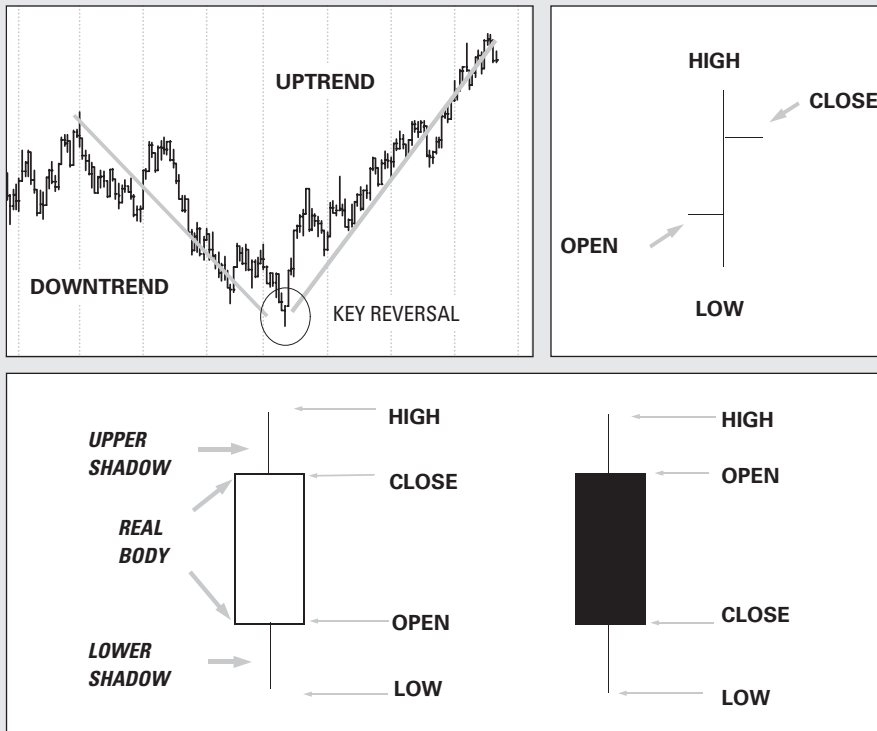 UPTREND
DOWNTREND
KEY REVERSAL
HIGH
CLOSE
OPEN
LOW
UPPER
SHADOW
REAL
BODY
LOWER
SHADOW
HIGH
CLOSE
OPEN
LOW
HIGH
OPEN
CLOSE
LOW